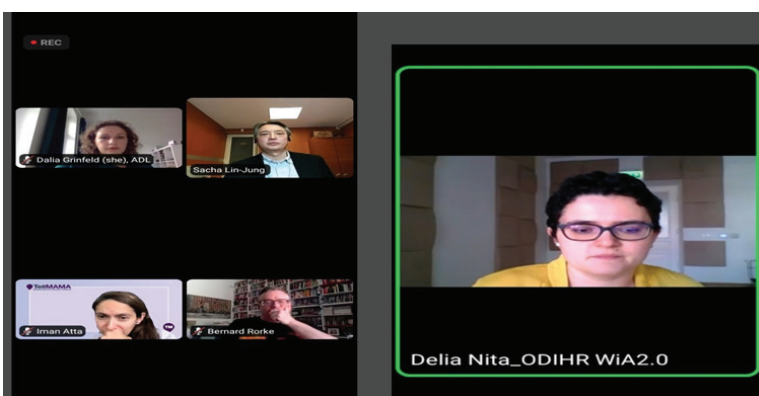 REC
Dalia Grinfeld (she), ADL
Sacha Lin-Jung
TellMAMA
Iman Atta
Bernard Rorke
Delia Nita_ODIHR WiA2.0